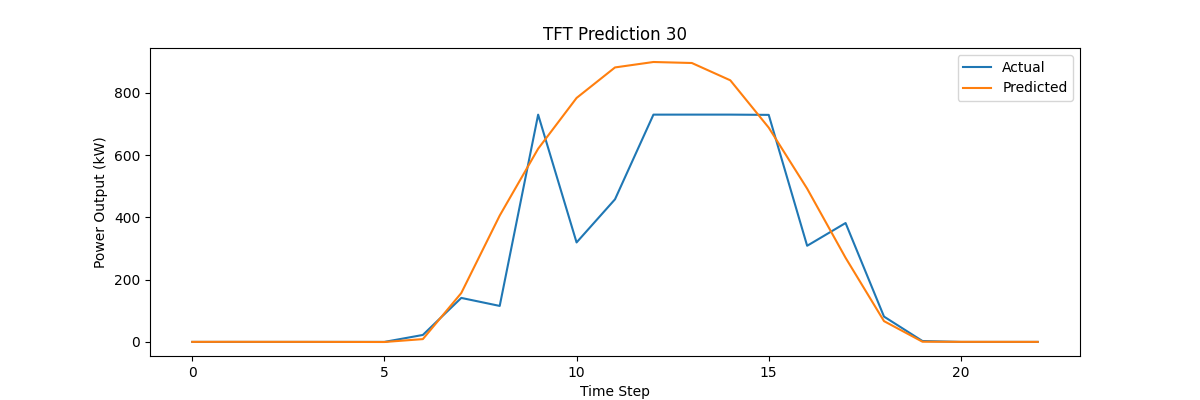 TFT Prediction 30
Actual
Predicted
Power Output (kW)
800
600
400
200
0
0 5 10 15 20
Time Step